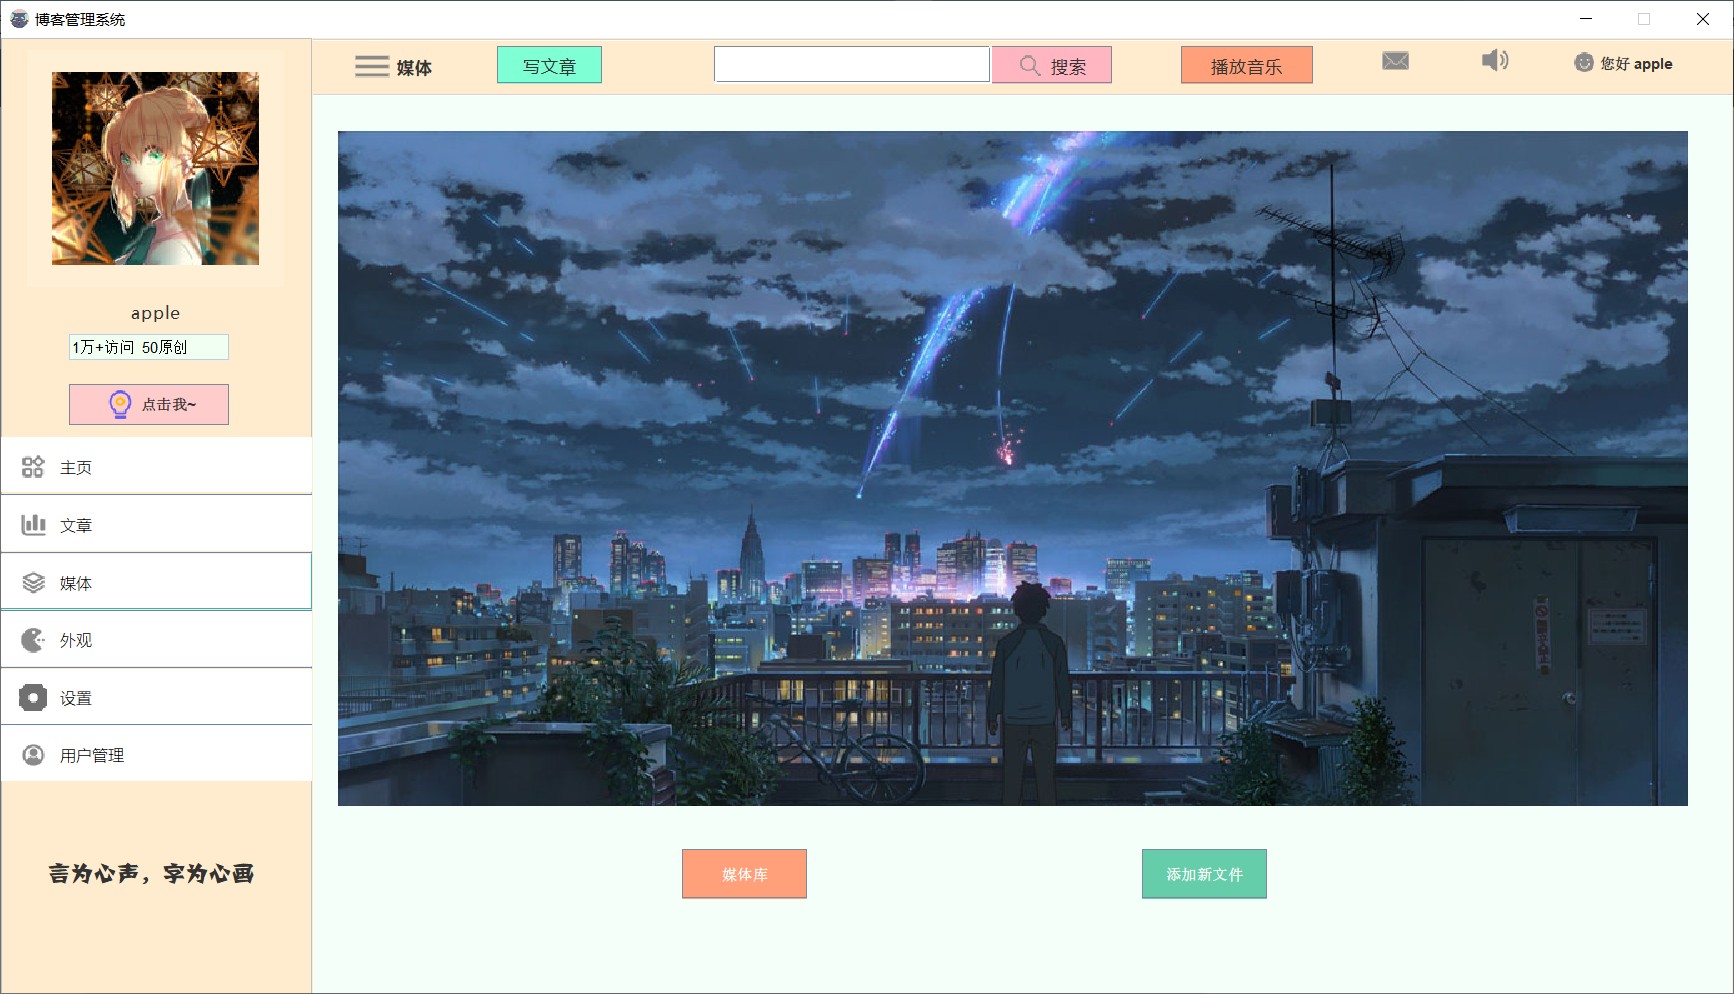 博客管理系统
媒体
写文章
搜索
播放音乐
您好 apple
apple
1万+访问 50原创
点击我~
主页
文章
媒体
外观
设置
用户管理
言为心声，字为心画
媒体库
添加新文件